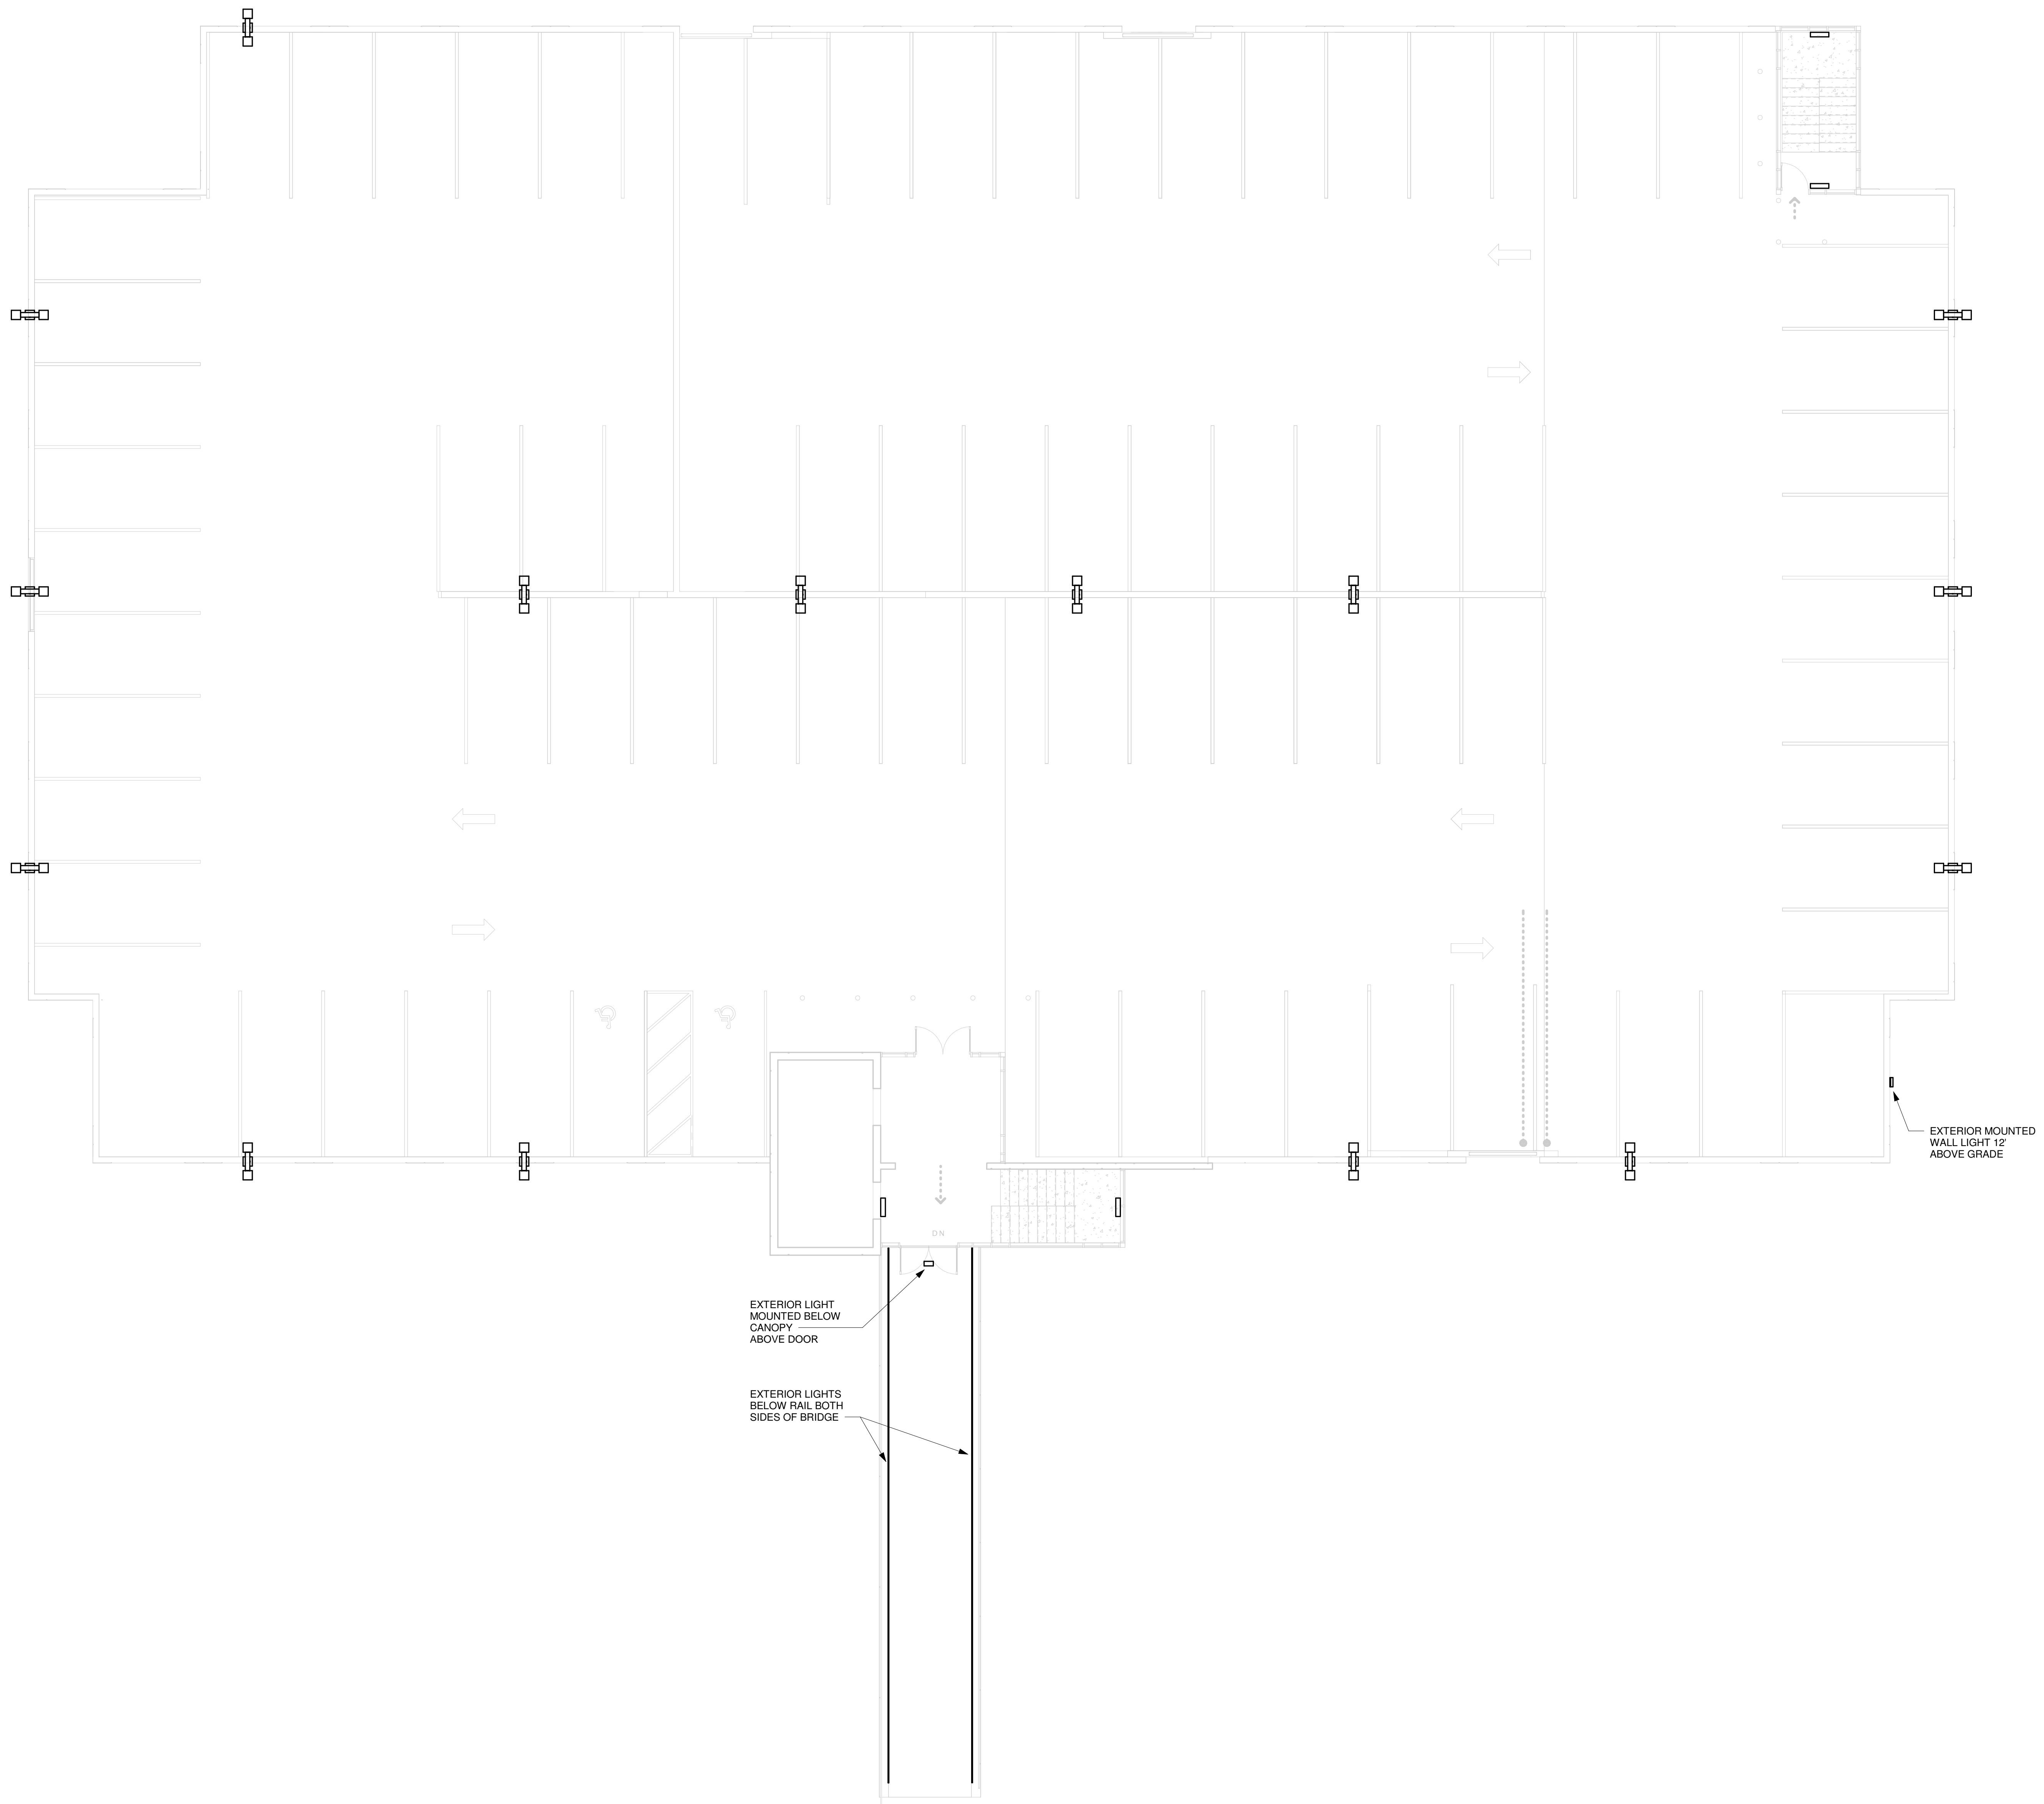 EXTERIOR MOUNTED
WALL LIGHT 12'
ABOVE GRADE
DN
EXTERIOR LIGHT
MOUNTED BELOW
CANOPY
ABOVE DOOR
EXTERIOR LIGHTS
BELOW RAIL BOTH
SIDES OF BRIDGE